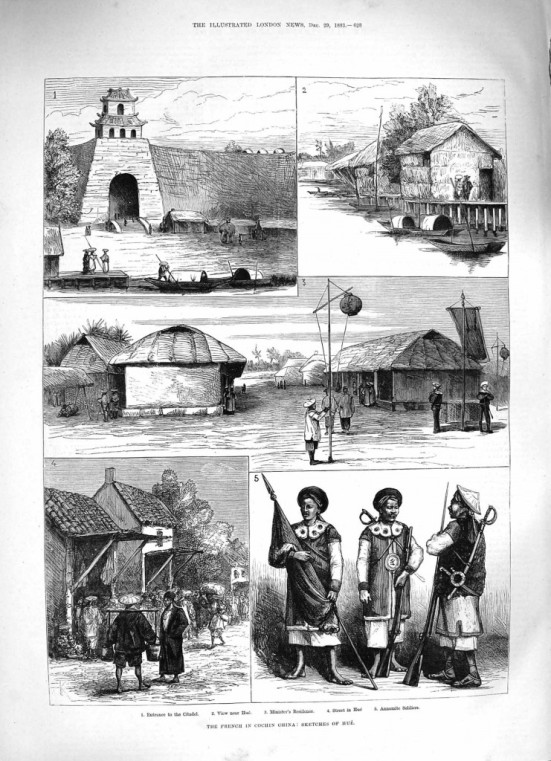 THE ILLUSTRATED LONDON NEWS, DEC. 29, 1883.— 628
1
2
3
4
5
1. Entrance to the Citadel. 2. View near Hué. 3. Minister's Residence. 4. Street in Hué 5. Annamite Soldiers.
THE FRENCH IN COCHIN CHINA: SKETCHES OF HUÉ.